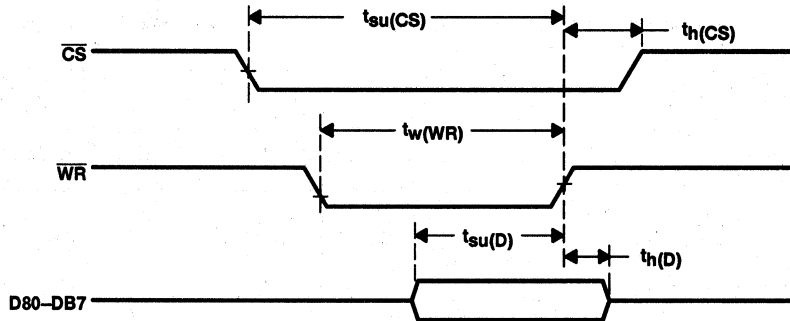 tsu(CS)
th(CS)
CS
tw(WR)
WR
tsu(D)
th(D)
D80–DB7